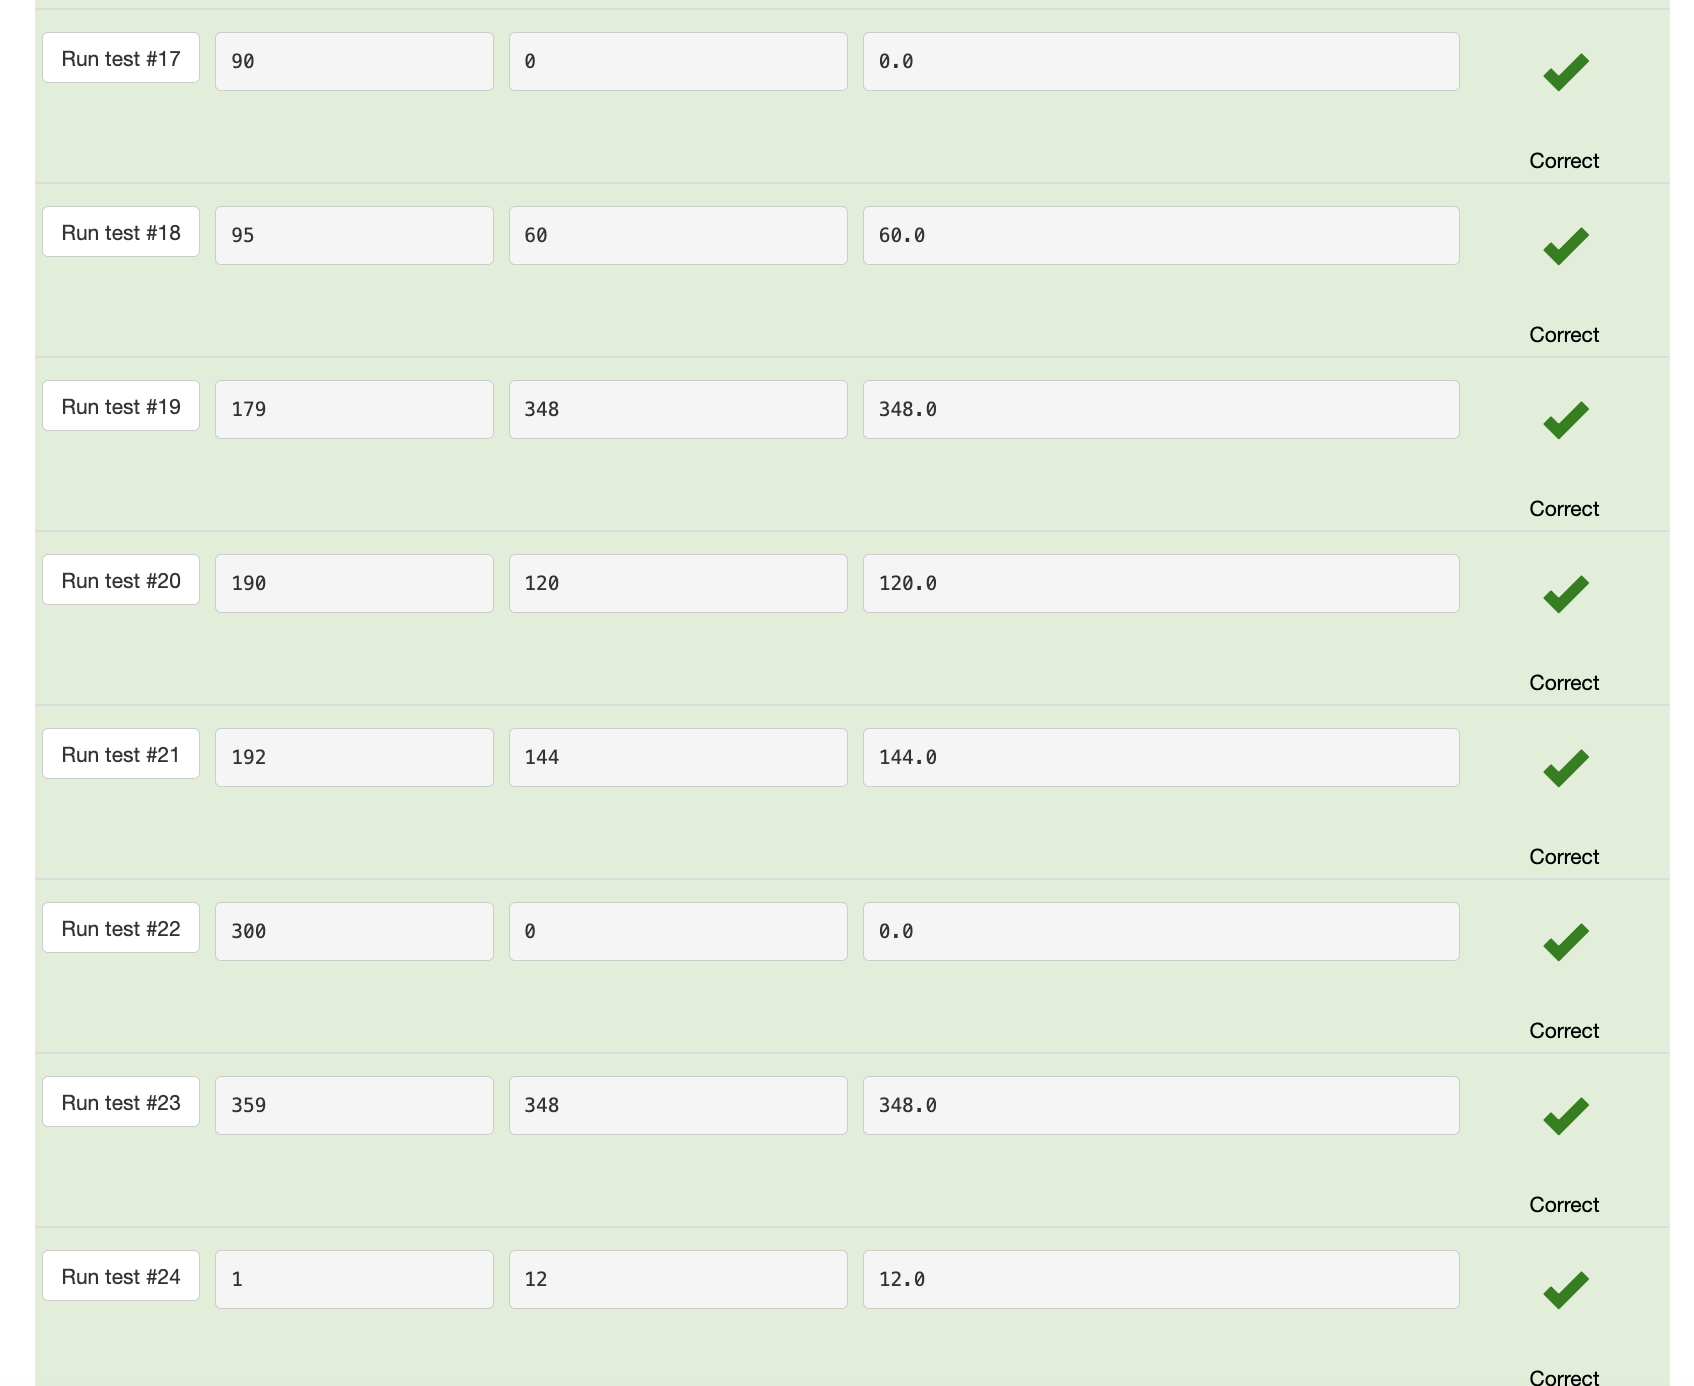 Run test #17 90 0 0.0
Correct
Run test #18 95 60 60.0
Correct
Run test #19 179 348 348.0
Correct
Run test #20 190 120 120.0
Correct
Run test #21 192 144 144.0
Correct
Run test #22 300 0 0.0
Correct
Run test #23 359 348 348.0
Correct
Run test #24 1 12 12.0
Correct